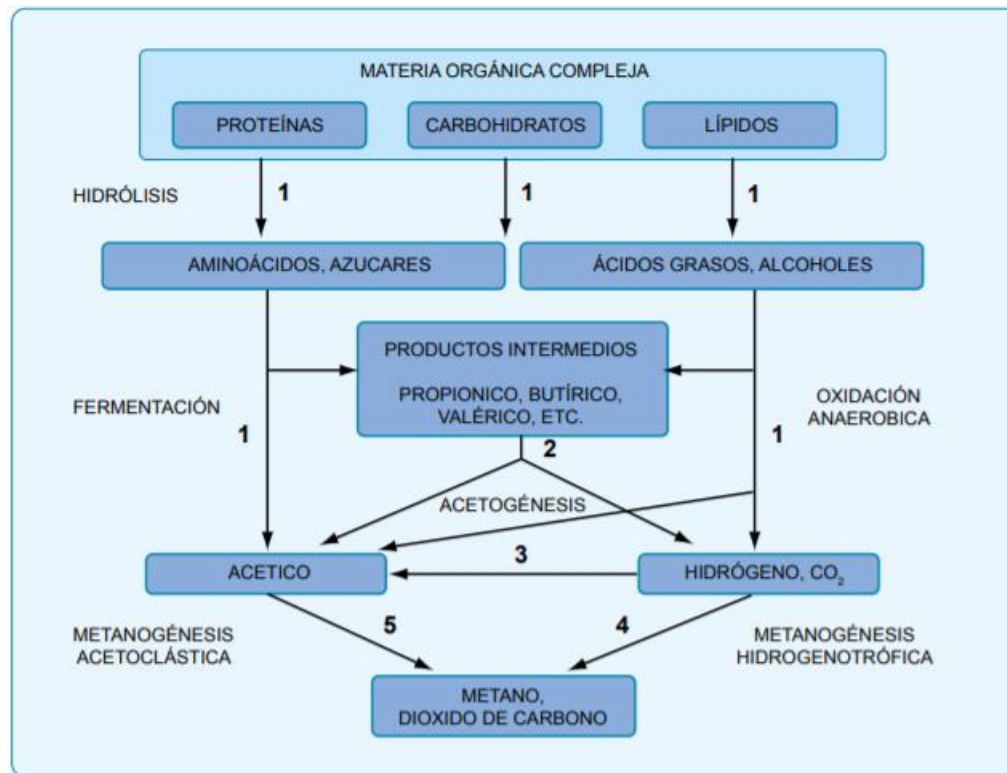 MATERIA ORGÁNICA COMPLEJA
PROTEÍNAS
CARBOHIDRATOS
LÍPIDOS
HIDRÓLISIS
1
1
1
AMINOÁCIDOS, AZUCARES
ÁCIDOS GRASOS, ALCOHOLES
PRODUCTOS INTERMEDIOS
PROPIONICO, BUTÍRICO,
VALÉRICO, ETC.
FERMENTACIÓN
1
1
OXIDACIÓN
ANAEROBICA
2
ACETOGÉNESIS
ACETICO
3
HIDRÓGENO, CO₂
METANOGÉNESIS
ACETOCLÁSTICA
5
4
METANOGÉNESIS
HIDROGENOTRÓFICA
METANO,
DIOXIDO DE CARBONO